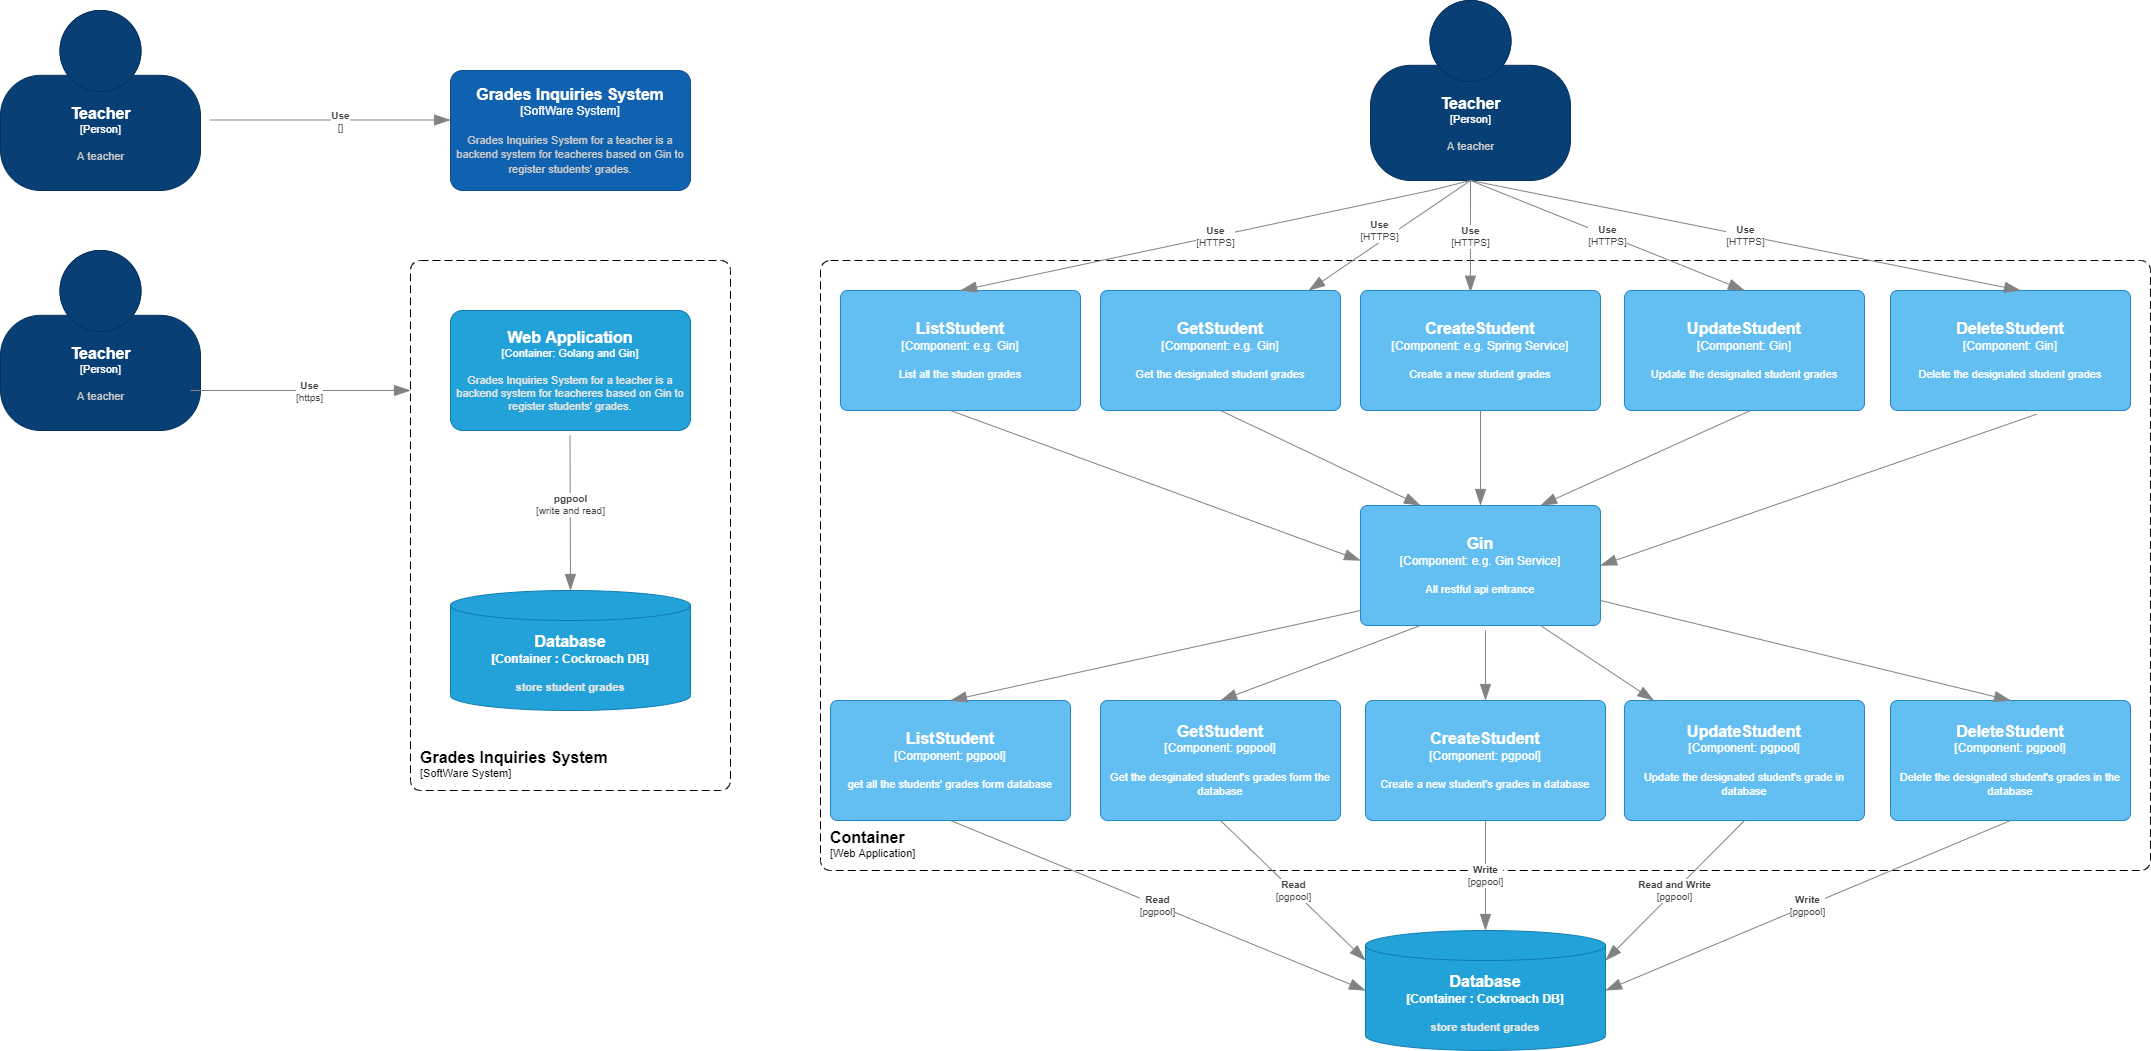 Teacher
[Person]
A teacher
Use
[]
Grades Inquiries System
[SoftWare System]
Grades Inquiries System for a teacher is a
backend system for teacheres based on Gin to
register students' grades.
Teacher
[Person]
A teacher
Use
[https]
Web Application
[Container: Golang and Gin]
Grades Inquiries System for a teacher is a
backend system for teacheres based on Gin to
register students' grades.
pgpool
[write and read]
Database
[Container : Cockroach DB]
store student grades
Grades Inquiries System
[SoftWare System]
Teacher
[Person]
A teacher
Use
[HTTPS]
Use
[HTTPS]
Use
[HTTPS]
Use
[HTTPS]
Use
[HTTPS]
ListStudent
[Component: e.g. Gin]
List all the studen grades
GetStudent
[Component: e.g. Gin]
Get the designated student grades
CreateStudent
[Component: e.g. Spring Service]
Create a new student grades
UpdateStudent
[Component: Gin]
Update the designated student grades
DeleteStudent
[Component: Gin]
Delete the designated student grades
Gin
[Component: e.g. Gin Service]
All restful api entrance
ListStudent
[Component: pgpool]
get all the students' grades form database
GetStudent
[Component: pgpool]
Get the desginated student's grades form the
database
CreateStudent
[Component: pgpool]
Create a new student's grades in database
UpdateStudent
[Component: pgpool]
Update the designated student's grade in
database
DeleteStudent
[Component: pgpool]
Delete the designated student's grades in the
database
Container
[Web Application]
Read
[pgpool]
Read
[pgpool]
Write
[pgpool]
Read and Write
[pgpool]
Write
[pgpool]
Database
[Container : Cockroach DB]
store student grades